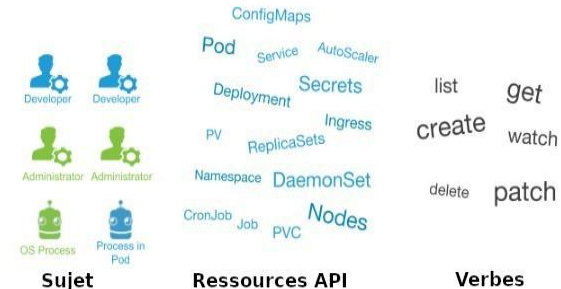 ConfigMaps
Pod Service AutoScaler
Developer Developer
Deployment Secrets
list get
Ingress
create watch
PV ReplicaSets
Administrator Administrator
Namespace DaemonSet
delete patch
CronJob Job PVC Nodes
OS Process
Process in
Pod
Sujet Ressources API Verbes